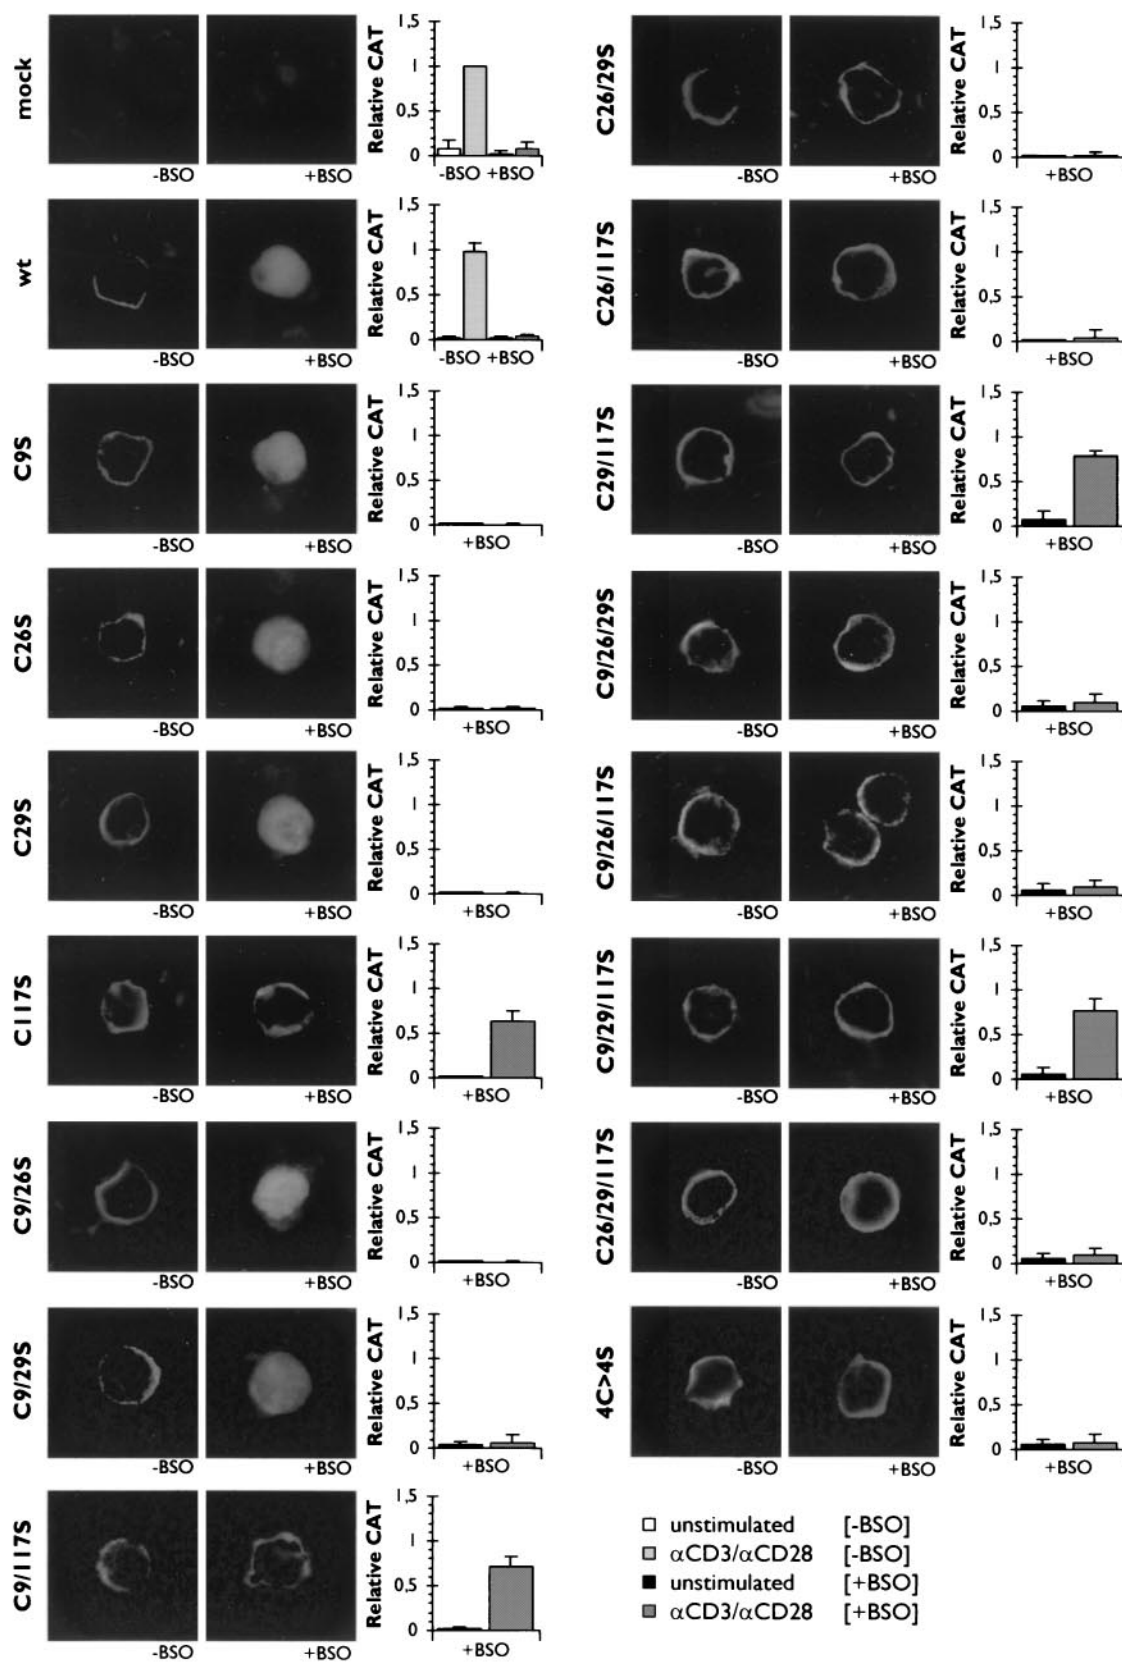 mock
-BSO
+BSO
Relative CAT
1,5
1
0.5
0
-BSO +BSO
wt
-BSO
+BSO
Relative CAT
1,5
1
0.5
0
-BSO +BSO
C9S
-BSO
+BSO
Relative CAT
1,5
1
0.5
0
+BSO
C26S
-BSO
+BSO
Relative CAT
1,5
1
0.5
0
+BSO
C29S
-BSO
+BSO
Relative CAT
1,5
1
0.5
0
+BSO
C117S
-BSO
+BSO
Relative CAT
1,5
1
0.5
0
+BSO
C9/26S
-BSO
+BSO
Relative CAT
1,5
1
0.5
0
+BSO
C9/29S
-BSO
+BSO
Relative CAT
1,5
1
0.5
0
+BSO
C9/117S
-BSO
+BSO
Relative CAT
1,5
1
0.5
0
+BSO
C26/29S
-BSO
+BSO
Relative CAT
1,5
1
0.5
0
+BSO
C26/117S
-BSO
+BSO
Relative CAT
1,5
1
0.5
0
+BSO
C29/117S
-BSO
+BSO
Relative CAT
1,5
1
0.5
0
+BSO
C9/26/29S
-BSO
+BSO
Relative CAT
1,5
1
0.5
0
+BSO
C9/26/117S
-BSO
+BSO
Relative CAT
1,5
1
0.5
0
+BSO
C9/29/117S
-BSO
+BSO
Relative CAT
1,5
1
0.5
0
+BSO
C26/29/117S
-BSO
+BSO
Relative CAT
1,5
1
0.5
0
+BSO
4C>4S
-BSO
+BSO
Relative CAT
1,5
1
0.5
0
+BSO
unstimulated [-BSO]
αCD3/αCD28 [-BSO]
unstimulated [+BSO]
αCD3/αCD28 [+BSO]